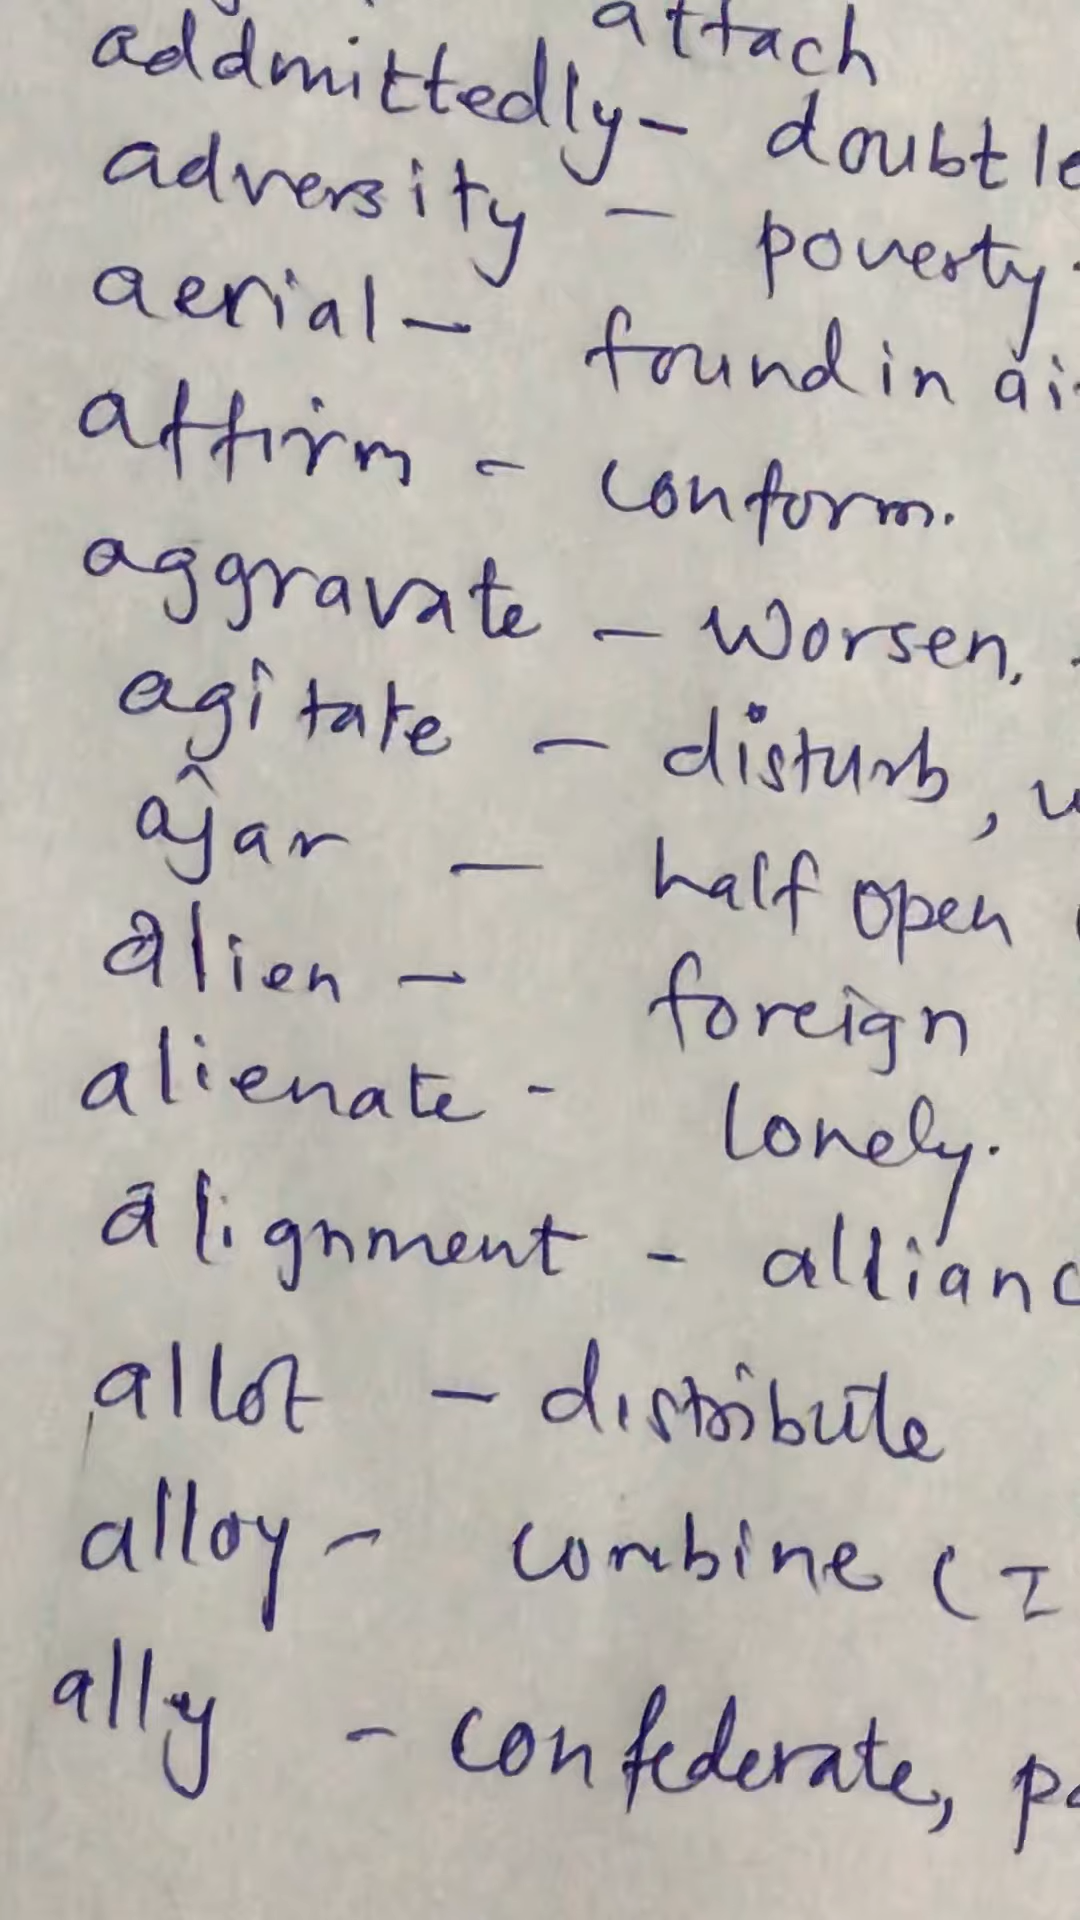 attach
addmittedly - doubtle
adversity - poverty
aerial - found in ai
affirm - conform.
aggravate - worsen,
agitate - disturb, u
ajar - half open (
alien - foreign
alienate - lonely.
alignment - allianc
allot - distribute
alloy - combine (I
ally - confederate, pa